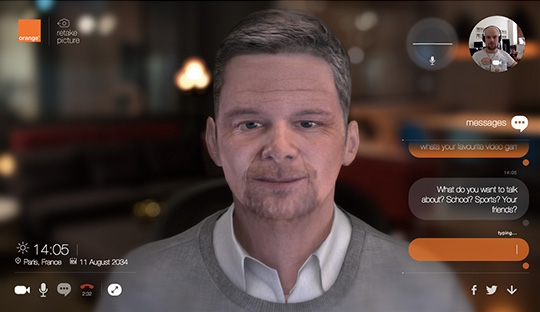 orange
retake
picture
messages
whats your favourite video gam
14:05
What do you want to talk
about? School? Sports? Your
friends?
typing...
14:05
Paris, France
11 August 2034
2:32